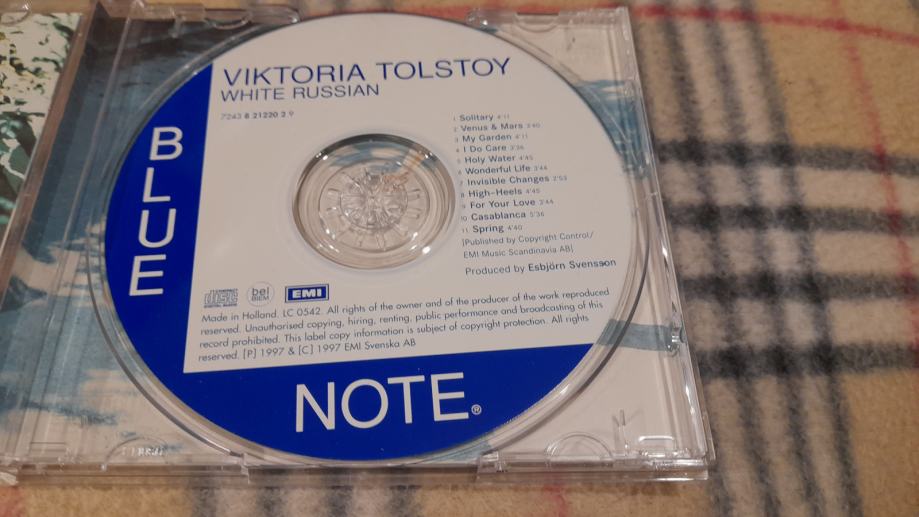 VIKTORIA TOLSTOY
WHITE RUSSIAN
7243 8 21220 2 9
BLUE
1 Solitary 4'11
2 Venus & Mars 3'40
3 My Garden 4'11
4 I Do Care 3'36
5 Holy Water 4'45
6 Wonderful Life 3'44
7 Invisible Changes 2'53
8 High-Heels 4'45
9 For Your Love 3'44
10 Casablanca 5'36
11 Spring 4'40
[Published by Copyright Control/
EMI Music Scandinavia AB]
Produced by Esbjörn Svensson
COMPACT
disc
DIGITAL AUDIO
bel
BIEM
EMI
Made in Holland. LC 0542. All rights of the owner and of the producer of the work reproduced
reserved. Unauthorised copying, hiring, renting, public performance and broadcasting of this
record prohibited. This label copy information is subject of copyright protection. All rights
reserved. [P] 1997 & [C] 1997 EMI Svenska AB
NOTE®